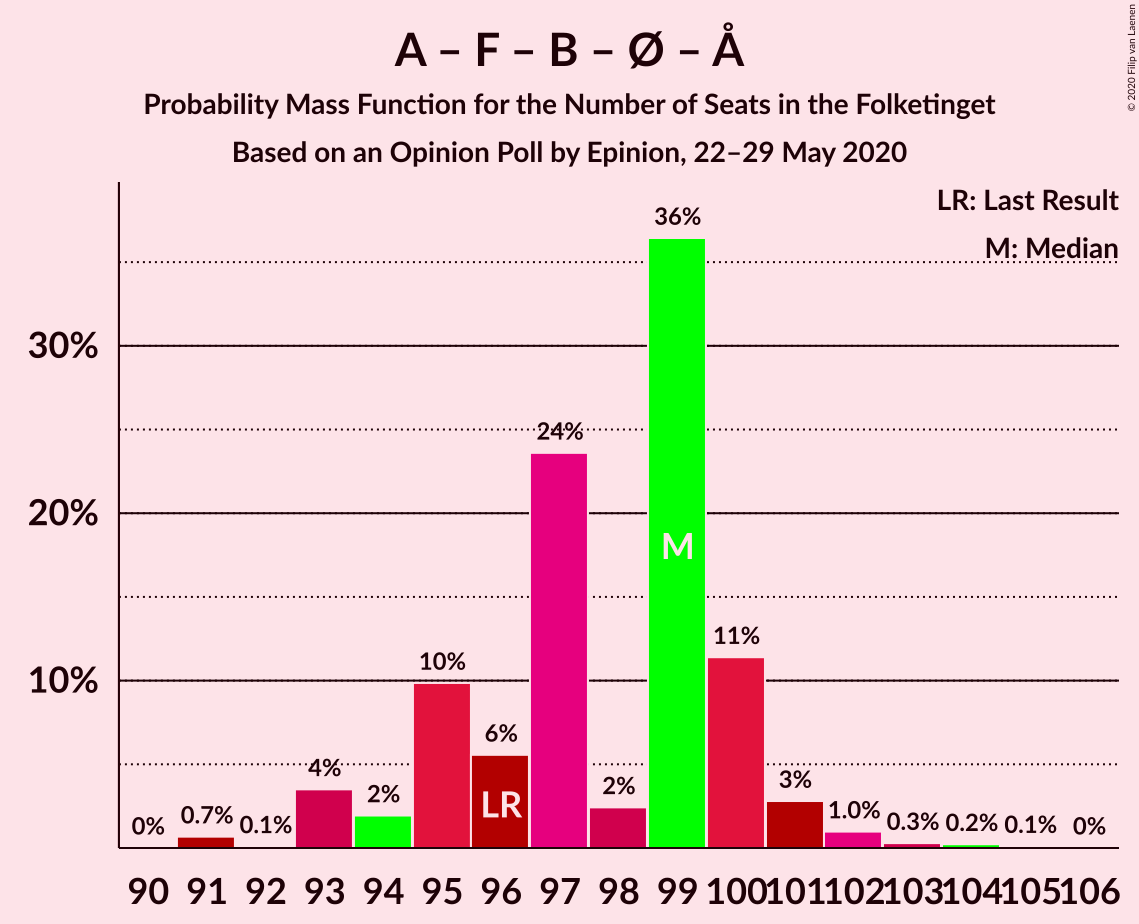 A – F – B – Ø – Å
Probability Mass Function for the Number of Seats in the Folketinget
Based on an Opinion Poll by Epinion, 22–29 May 2020
© 2020 Filip van Laenen
LR: Last Result
M: Median
30%
20%
10%
0%
0.7%
0.1%
4%
2%
10%
6%
24%
2%
36%
11%
3%
1.0%
0.3%
0.2%
0.1%
0%
LR
M
90 91 92 93 94 95 96 97 98 99 100 101 102 103 104 105 106